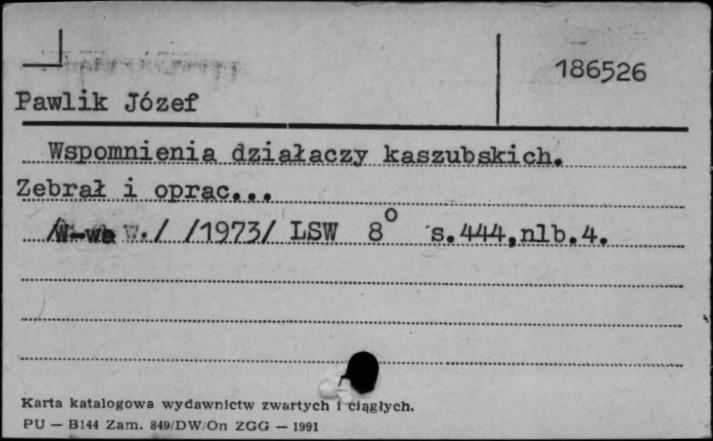 186526
Pawlik Józef
Wspomnienia działaczy kaszubskich.
Zebrał i oprac...
/W-wa w./ /1973/ LSW 8° s.444,nlb.4.
Karta katalogowa wydawnictw zwartych i ciągłych.
PU — B144 Zam. 849/DW/On ZGG — 1991